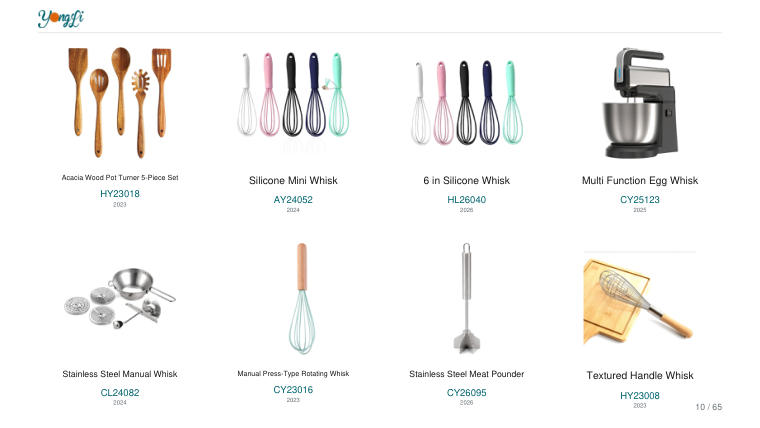 YongLi
Acacia Wood Pot Turner 5-Piece Set
HY23018
2023
Silicone Mini Whisk
AY24052
2024
6 in Silicone Whisk
HL26040
2026
Multi Function Egg Whisk
CY25123
2025
Stainless Steel Manual Whisk
CL24082
2024
Manual Press-Type Rotating Whisk
CY23016
2023
Stainless Steel Meat Pounder
CY26095
2026
Textured Handle Whisk
HY23008
2023
10 / 65